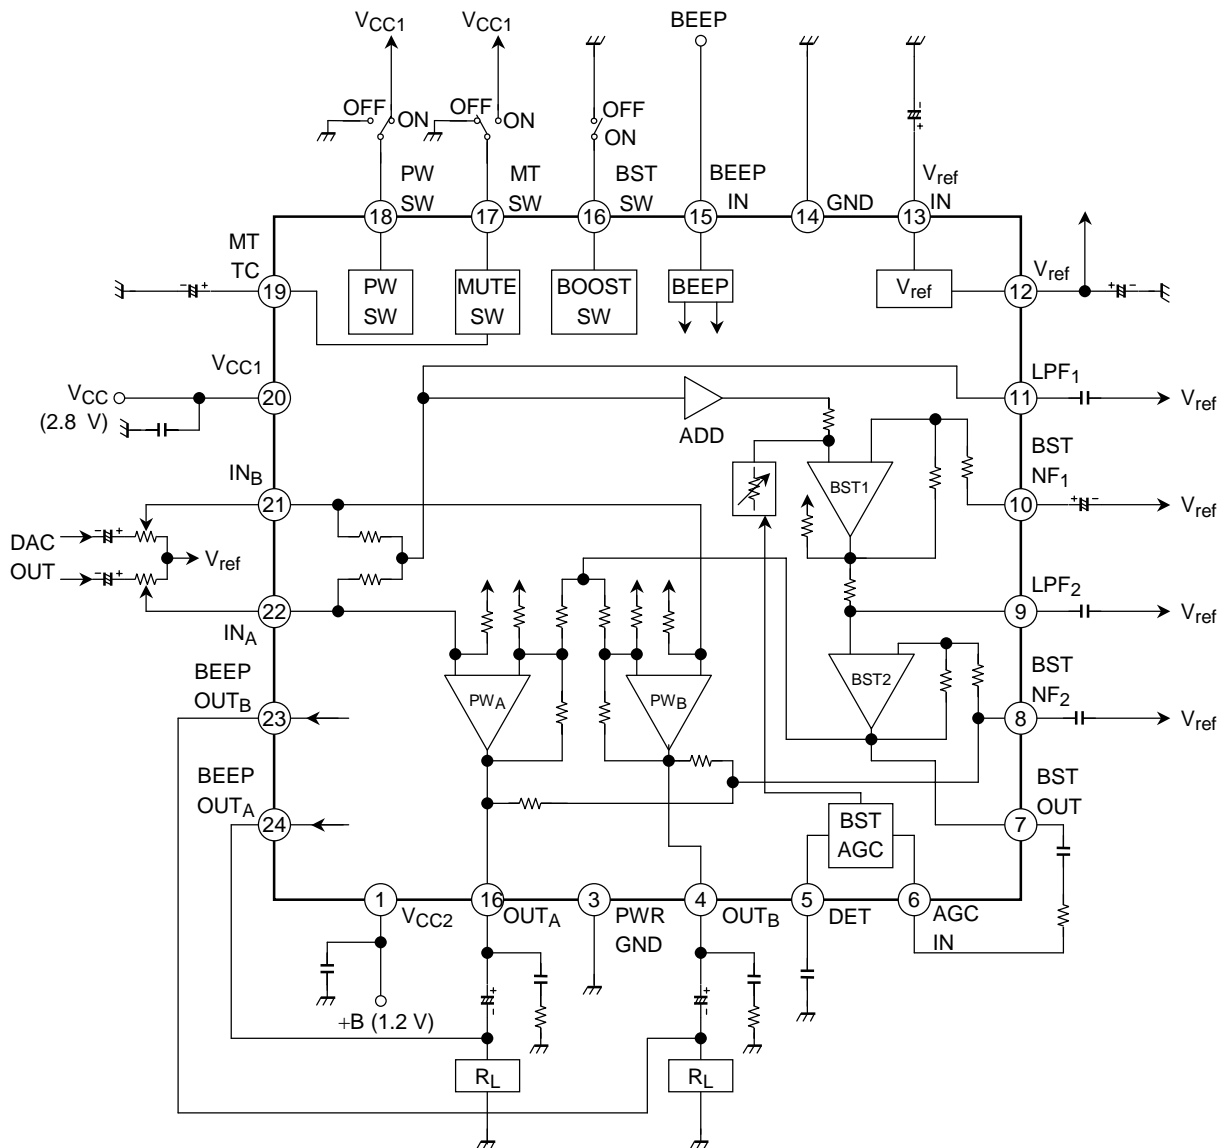 VCC1
VCC1
BEEP
OFF
ON
OFF
ON
OFF
ON
PW
SW
MT
SW
BST
SW
BEEP
IN
GND
Vref
IN
18
17
16
15
14
13
MT
TC
19
PW
SW
MUTE
SW
BOOST
SW
BEEP
Vref
12
Vref
VCC1
20
VCC
(2.8 V)
ADD
LPF1
11
Vref
INB
21
BST1
BST
NF1
10
Vref
DAC
OUT
Vref
22
INA
LPF2
9
Vref
BEEP
OUTB
23
PWA
PWB
BST2
BST
NF2
8
Vref
BEEP
OUTA
24
BST
AGC
BST
OUT
7
1
VCC2
16
OUTA
3
PWR
GND
4
OUTB
5
DET
6
AGC
IN
+B (1.2 V)
RL
RL